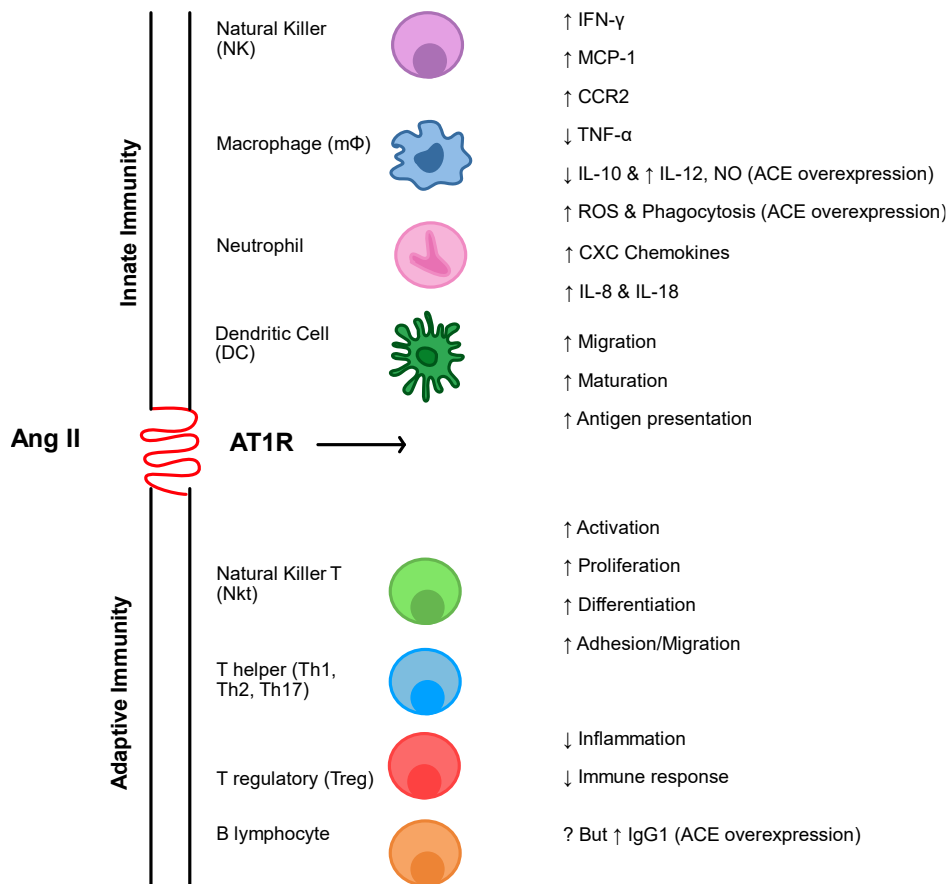 Innate Immunity
Natural Killer
(NK)
↑ IFN-γ
↑ MCP-1
↑ CCR2
Macrophage (mΦ)
↓ TNF-α
↓ IL-10 & ↑ IL-12, NO (ACE overexpression)
↑ ROS & Phagocytosis (ACE overexpression)
Neutrophil
↑ CXC Chemokines
↑ IL-8 & IL-18
Dendritic Cell
(DC)
↑ Migration
↑ Maturation
↑ Antigen presentation
Ang II
AT1R
Adaptive Immunity
Natural Killer T
(Nkt)
↑ Activation
↑ Proliferation
↑ Differentiation
↑ Adhesion/Migration
T helper (Th1,
Th2, Th17)
T regulatory (Treg)
↓ Inflammation
↓ Immune response
B lymphocyte
? But ↑ IgG1 (ACE overexpression)